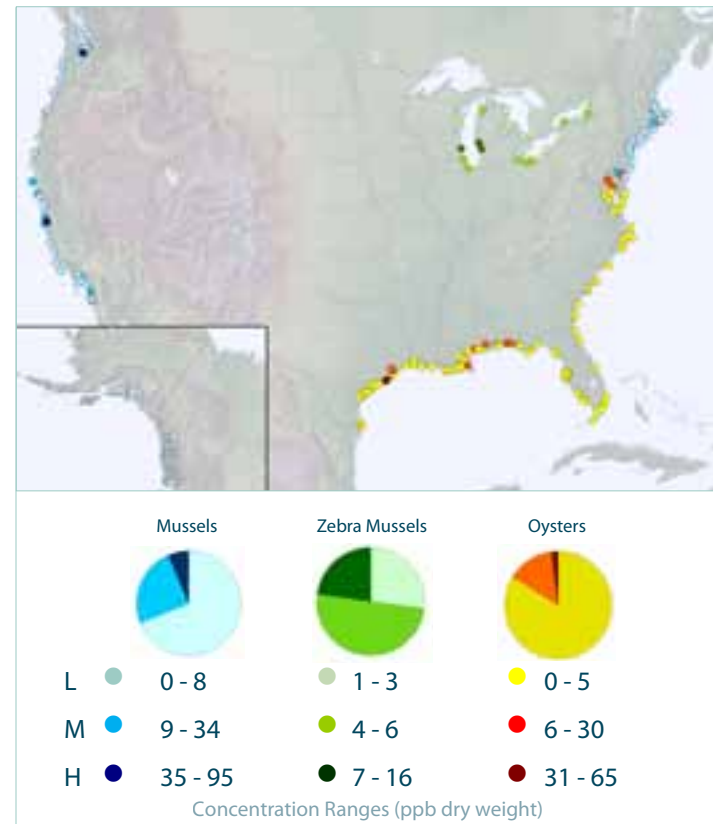 Mussels Zebra Mussels Oysters
L 0 - 8 1 - 3 0 - 5
M 9 - 34 4 - 6 6 - 30
H 35 - 95 7 - 16 31 - 65
Concentration Ranges (ppb dry weight)